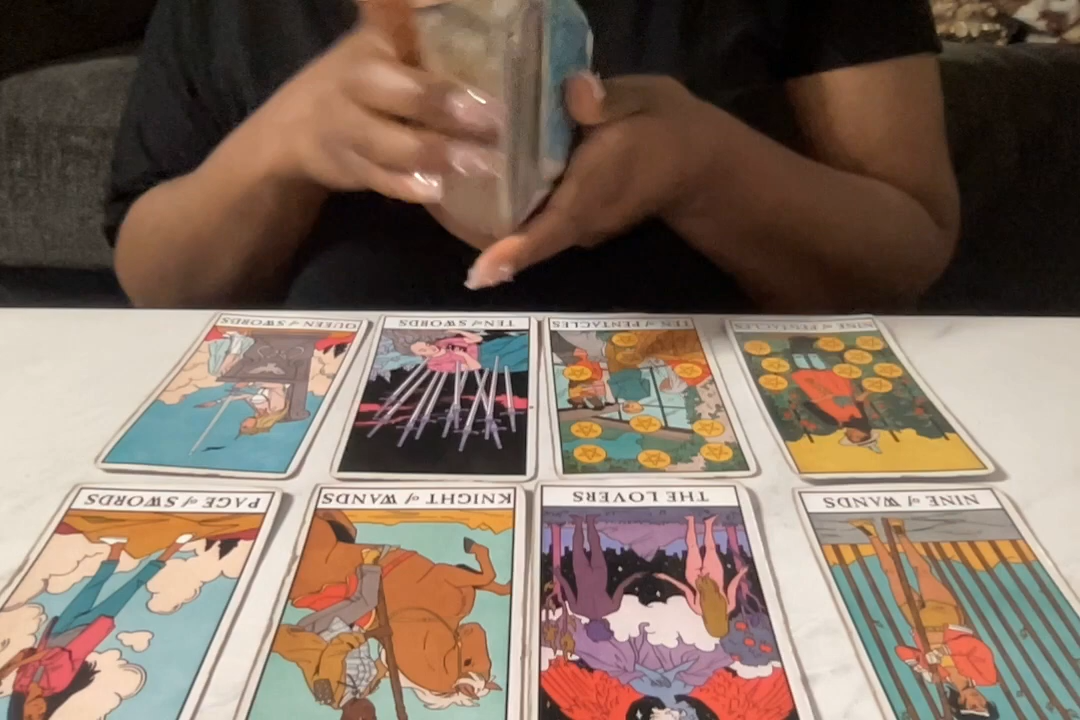 QUEEN of SWORDS
TEN of SWORDS
TEN of PENTACLES
NINE of PENTACLES
PAGE of SWORDS
KNIGHT of WANDS
THE LOVERS
NINE of WANDS